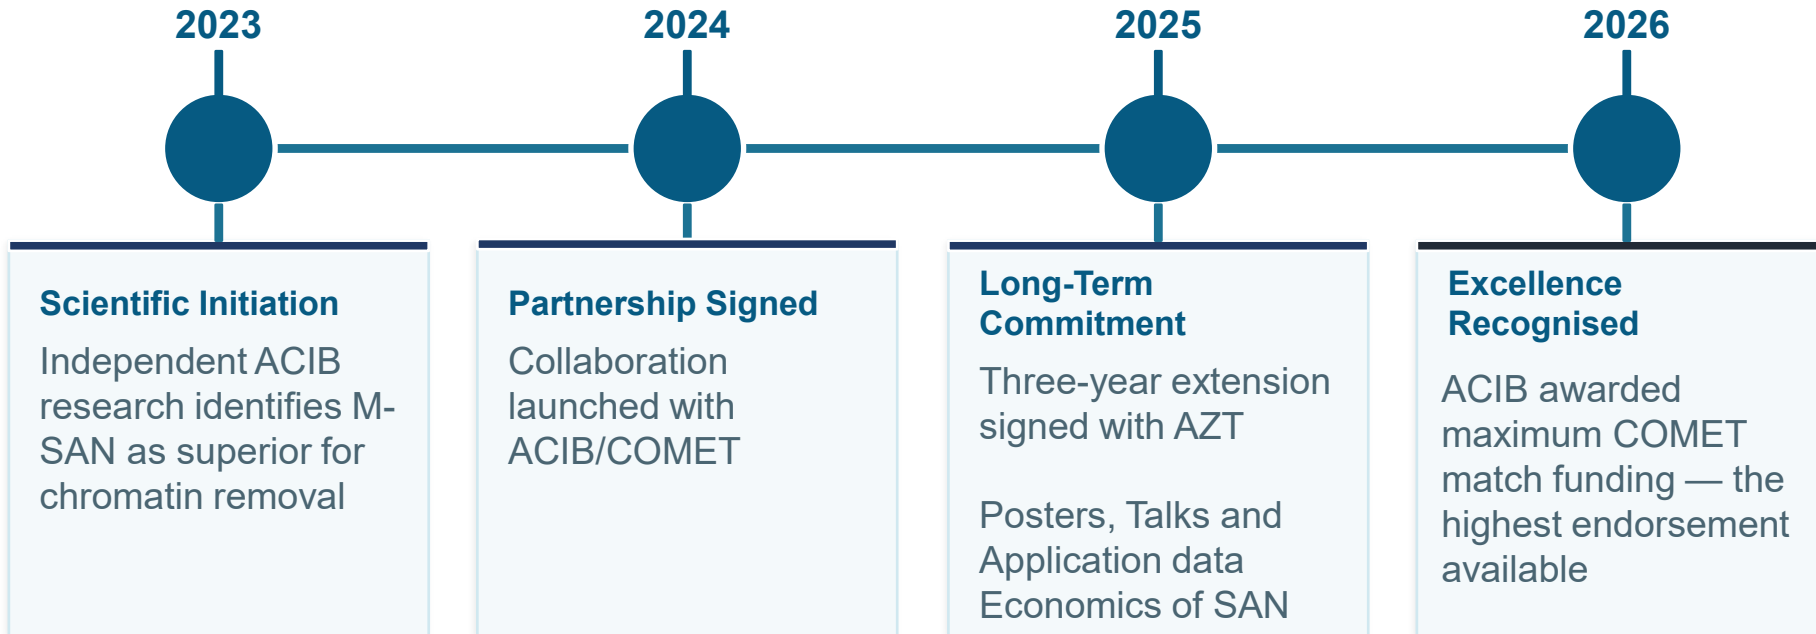 2023
2024
2025
2026
Scientific Initiation
Independent ACIB
research identifies M-
SAN as superior for
chromatin removal
Partnership Signed
Collaboration
launched with
ACIB/COMET
Long-Term
Commitment
Three-year extension
signed with AZT
Posters, Talks and
Application data
Economics of SAN
Excellence
Recognised
ACIB awarded
maximum COMET
match funding — the
highest endorsement
available